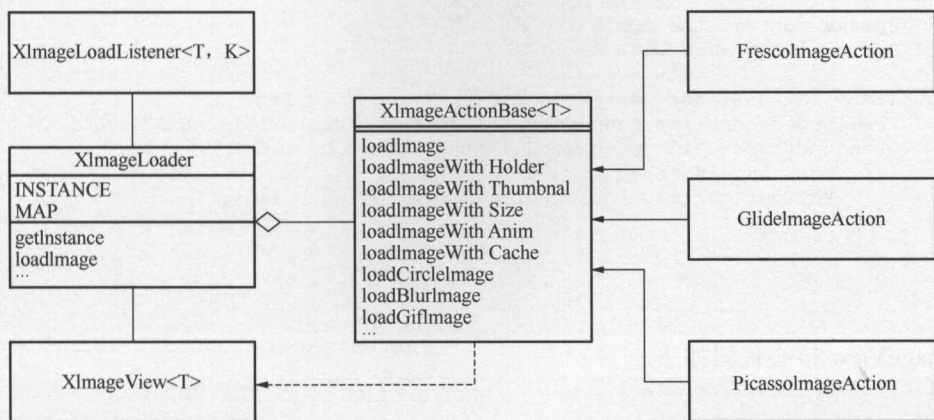 XImageLoadListener<T，K>
XImageLoader
INSTANCE
MAP
getInstance
loadImage
...
XImageView<T>
XImageActionBase<T>
loadImage
loadImageWith Holder
loadImageWith Thumbnal
loadImageWith Size
loadImageWith Anim
loadImageWith Cache
loadCircleImage
loadBlurImage
loadGifImage
...
FrescoImageAction
GlideImageAction
PicassoImageAction